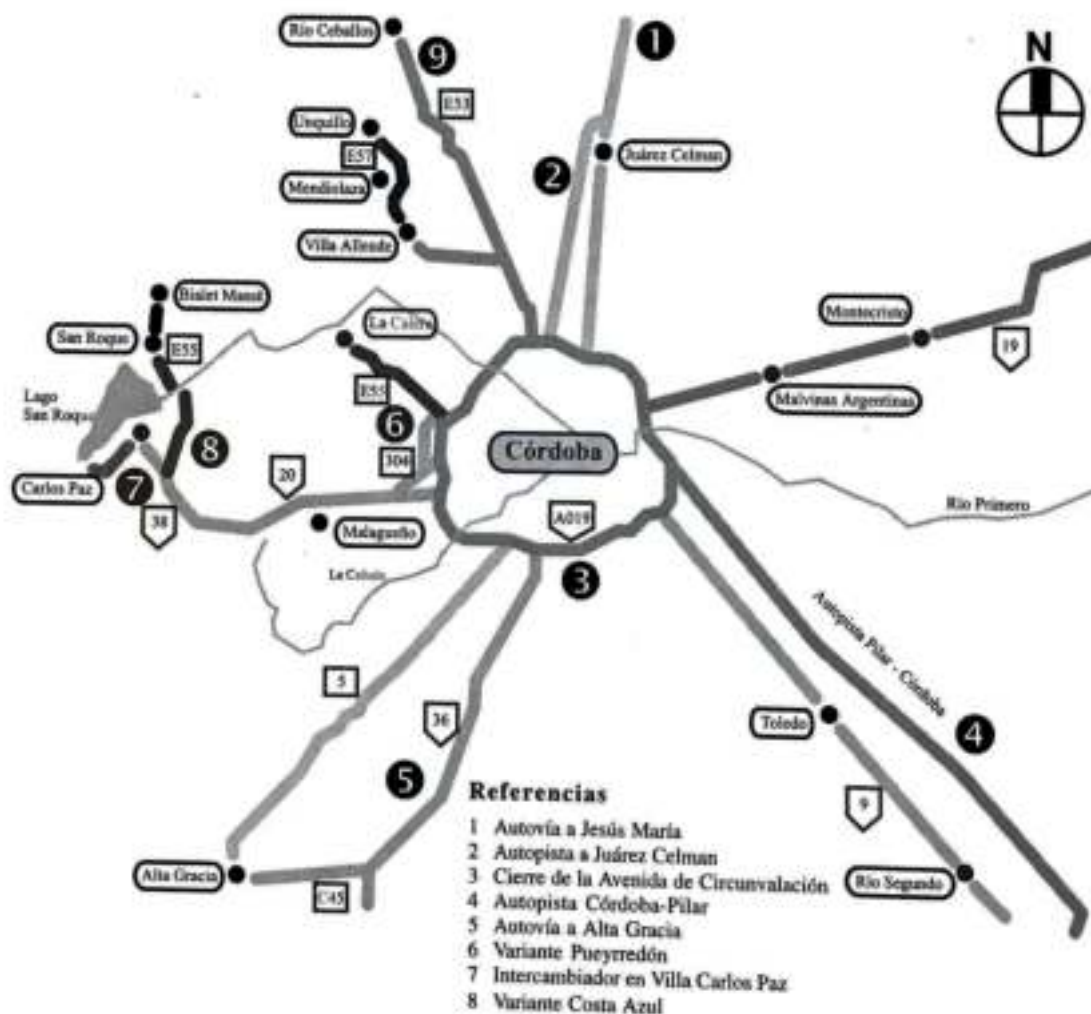 Río Ceballos
9
1
N
E53
Unquillo
E57
2
Juárez Celman
Mendiolaza
Villa Allende
Bialet Massé
San Roque
La Calera
Montecristo
E55
19
Lago
San Roque
E55
Malvinas Argentinas
6
8
Córdoba
304
Carlos Paz
7
20
38
Río Primero
Malagueño
A019
La Cañada
3
Autopista Pilar - Córdoba
5
36
Toledo
4
5
Referencias
9
1 Autovía a Jesús María
2 Autopista a Juárez Celman
Alta Gracia
3 Cierre de la Avenida de Circunvalación
Río Segundo
C45
4 Autopista Córdoba-Pilar
5 Autovía a Alta Gracia
6 Variante Pueyrredón
7 Intercambiador en Villa Carlos Paz
8 Variante Costa Azul